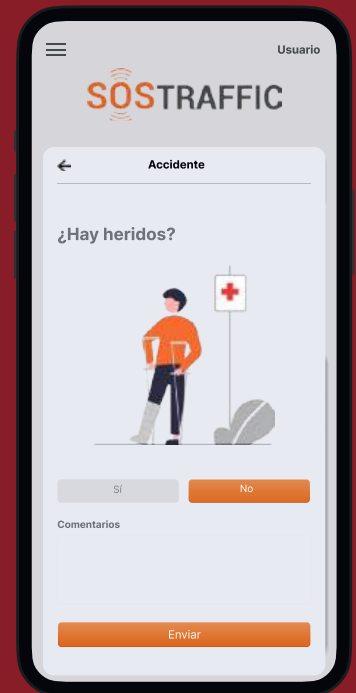 Usuario
SOSTRAFFIC
Accidente
¿Hay heridos?
Sí
No
Comentarios
Enviar